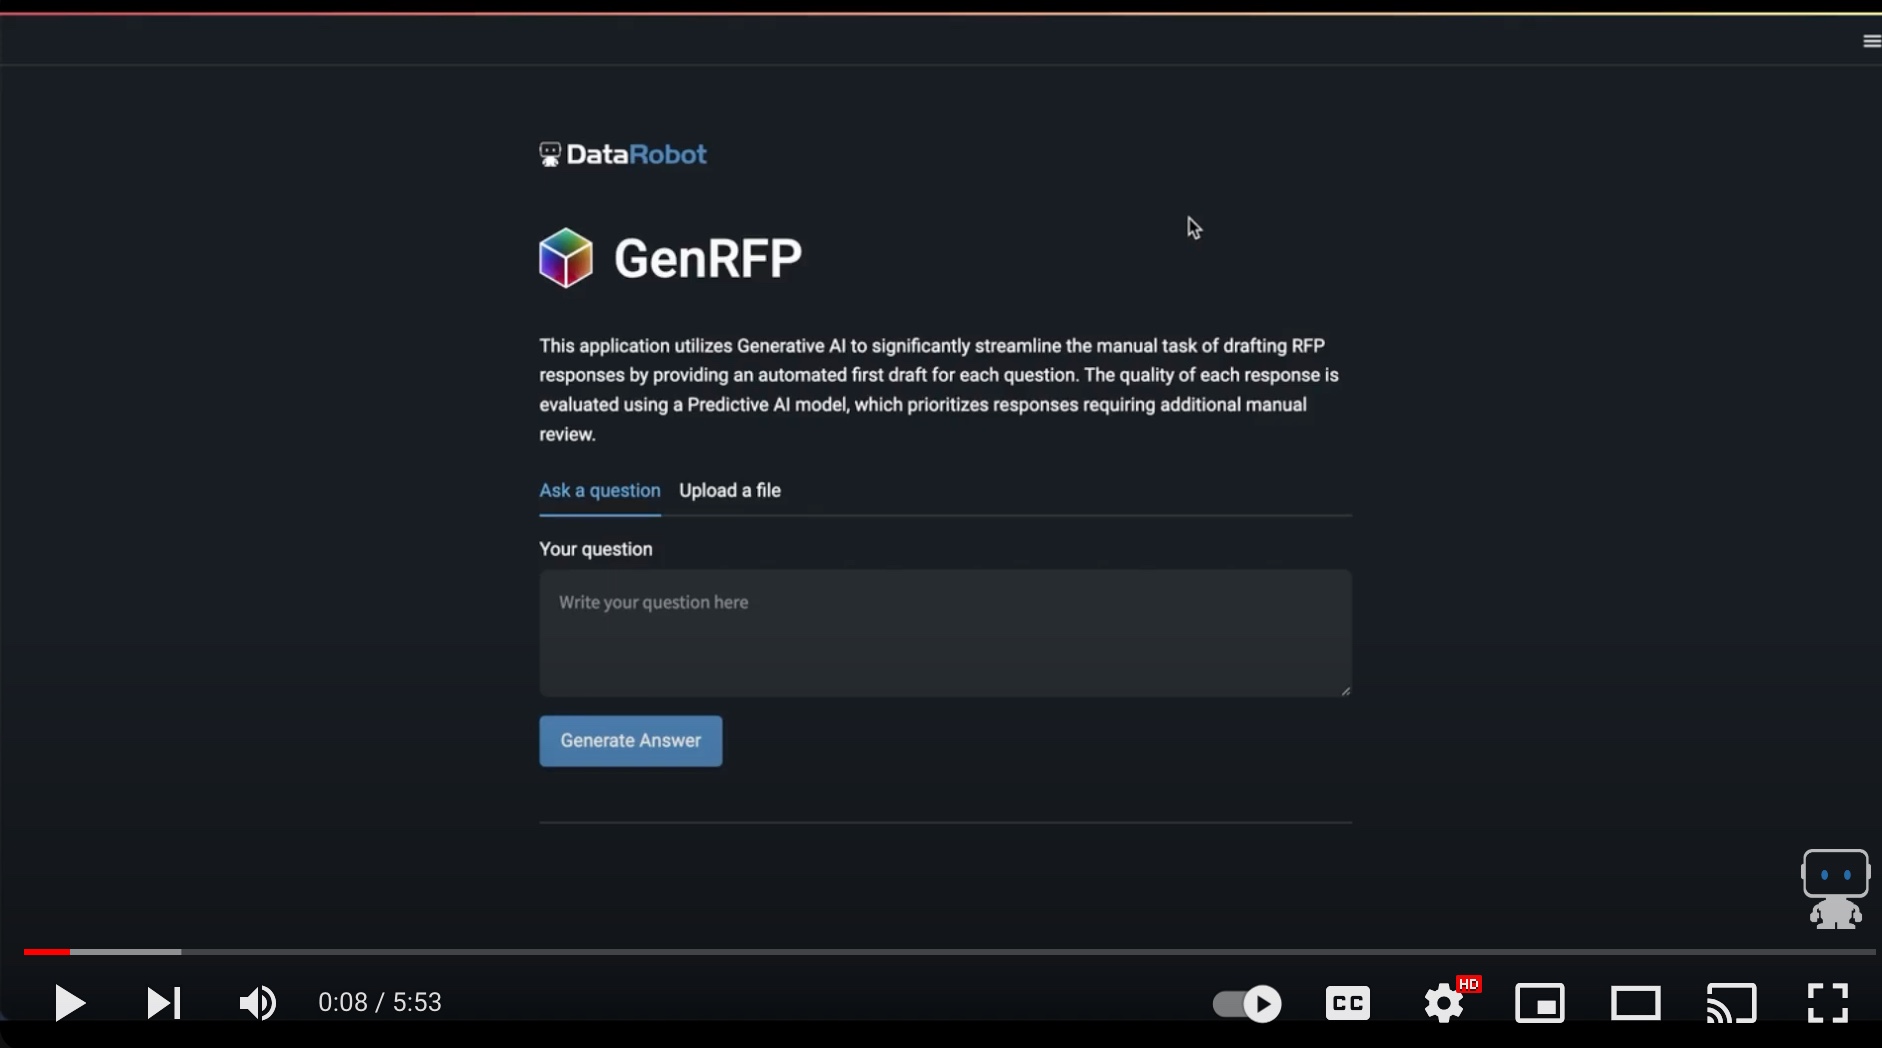 DataRobot
GenRFP
This application utilizes Generative AI to significantly streamline the manual task of drafting RFP
responses by providing an automated first draft for each question. The quality of each response is
evaluated using a Predictive AI model, which prioritizes responses requiring additional manual
review.
Ask a question Upload a file
Your question
Write your question here
Generate Answer
0:08 / 5:53 CC HD